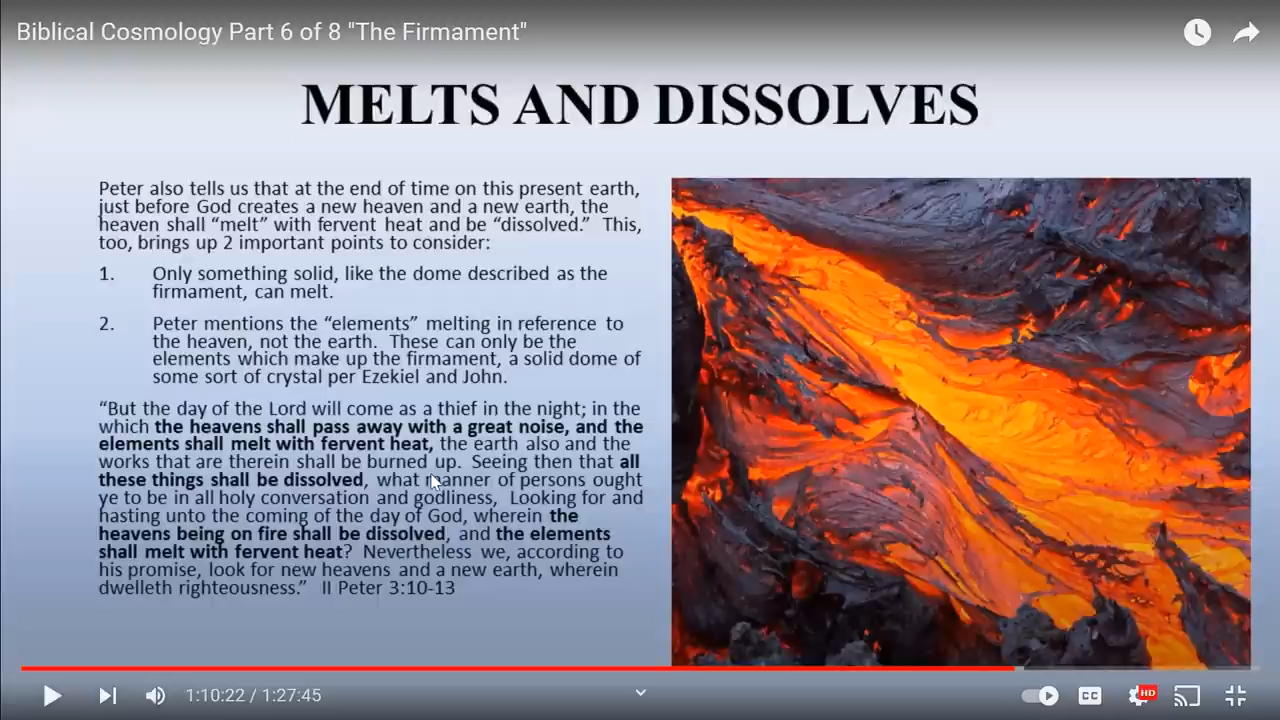 Biblical Cosmology Part 6 of 8 "The Firmament"
MELTS AND DISSOLVES
Peter also tells us that at the end of time on this present earth,
just before God creates a new heaven and a new earth, the
heaven shall “melt” with fervent heat and be “dissolved.” This,
too, brings up 2 important points to consider:
1. Only something solid, like the dome described as the
firmament, can melt.
2. Peter mentions the “elements” melting in reference to
the heaven, not the earth. These can only be the
elements which make up the firmament, a solid dome of
some sort of crystal per Ezekiel and John.
“But the day of the Lord will come as a thief in the night; in the
which the heavens shall pass away with a great noise, and the
elements shall melt with fervent heat, the earth also and the
works that are therein shall be burned up. Seeing then that all
these things shall be dissolved, what manner of persons ought
ye to be in all holy conversation and godliness, Looking for and
hasting unto the coming of the day of God, wherein the
heavens being on fire shall be dissolved, and the elements
shall melt with fervent heat? Nevertheless we, according to
his promise, look for new heavens and a new earth, wherein
dwelleth righteousness.” II Peter 3:10-13
1:10:22 / 1:27:45
CC
HD